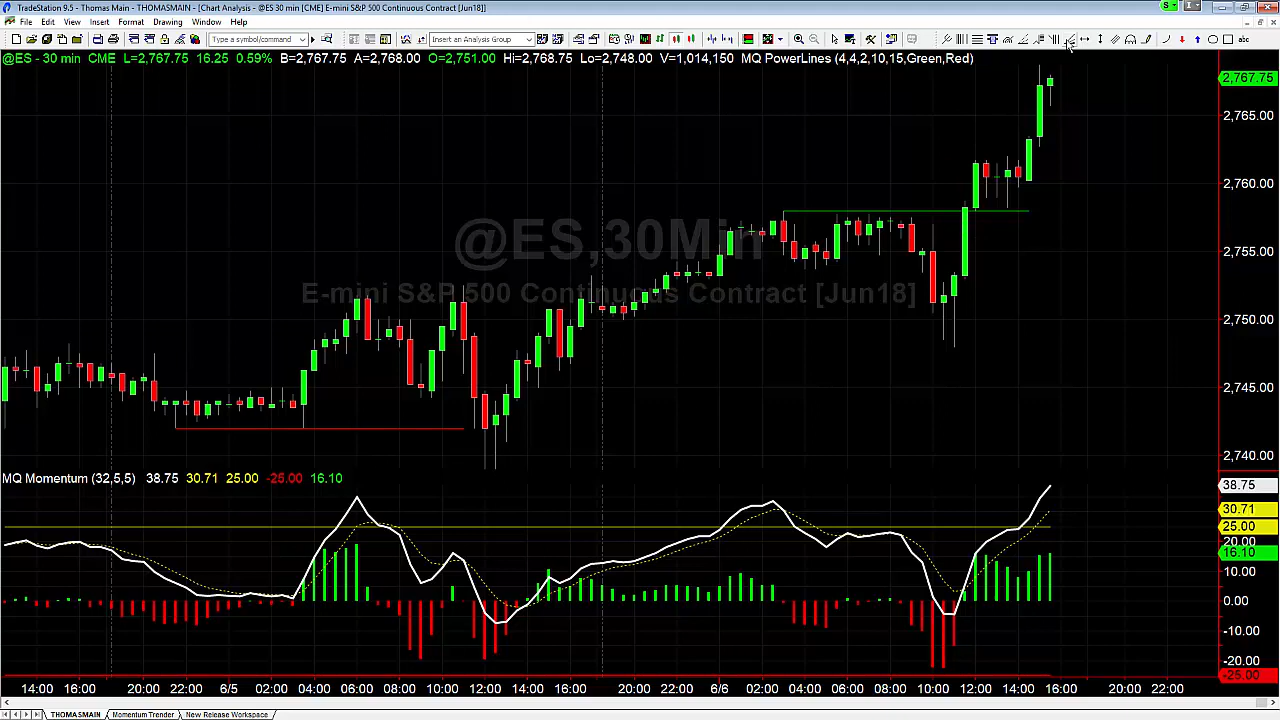 TradeStation 9.5 - Thomas Main - THOMASMAIN - [Chart Analysis - @ES 30 min [CME] E-mini S&P 500 Continuous Contract [Jun18]]
File Edit View Insert Format Drawing Window Help
Type a symbol/command
Insert an Analysis Group
abc
@ES - 30 min CME L=2,767.75 16.25 0.59% B=2,767.75 A=2,768.00 O=2,751.00 Hi=2,768.75 Lo=2,748.00 V=1,014,150 MQ PowerLines (4,4,2,10,15,Green,Red)
2,767.75
2,765.00
2,760.00
@ES,30Min
2,755.00
E-mini S&P 500 Continuous Contract [Jun18]
2,750.00
2,745.00
2,740.00
MQ Momentum (32,5,5) 38.75 30.71 25.00 -25.00 16.10
38.75
30.71
25.00
20.00
16.10
10.00
0.00
-10.00
-20.00
-25.00
14:00 16:00 20:00 22:00 6/5 02:00 04:00 06:00 08:00 10:00 12:00 14:00 16:00 20:00 22:00 6/6 02:00 04:00 06:00 08:00 10:00 12:00 14:00 16:00 20:00 22:00
THOMASMAIN Momentum Trender New Release Workspace